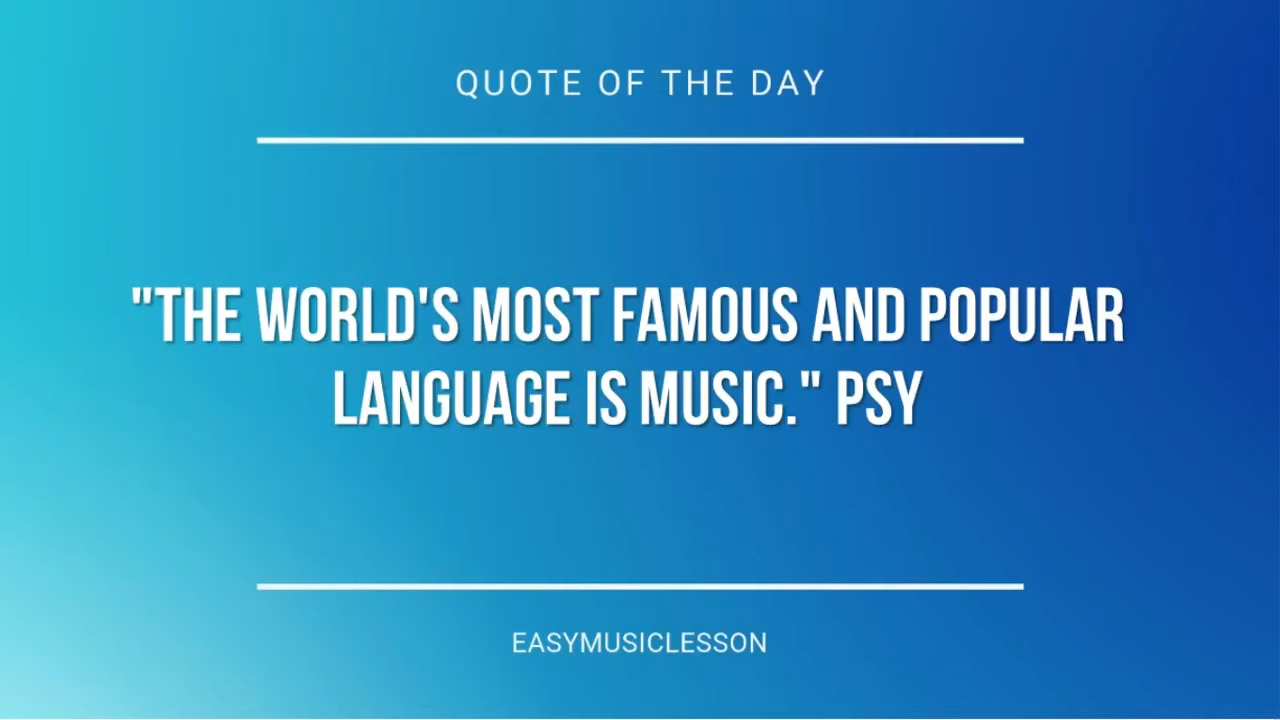 QUOTE OF THE DAY
"THE WORLD'S MOST FAMOUS AND POPULAR
LANGUAGE IS MUSIC." PSY
EASYMUSICLESSON